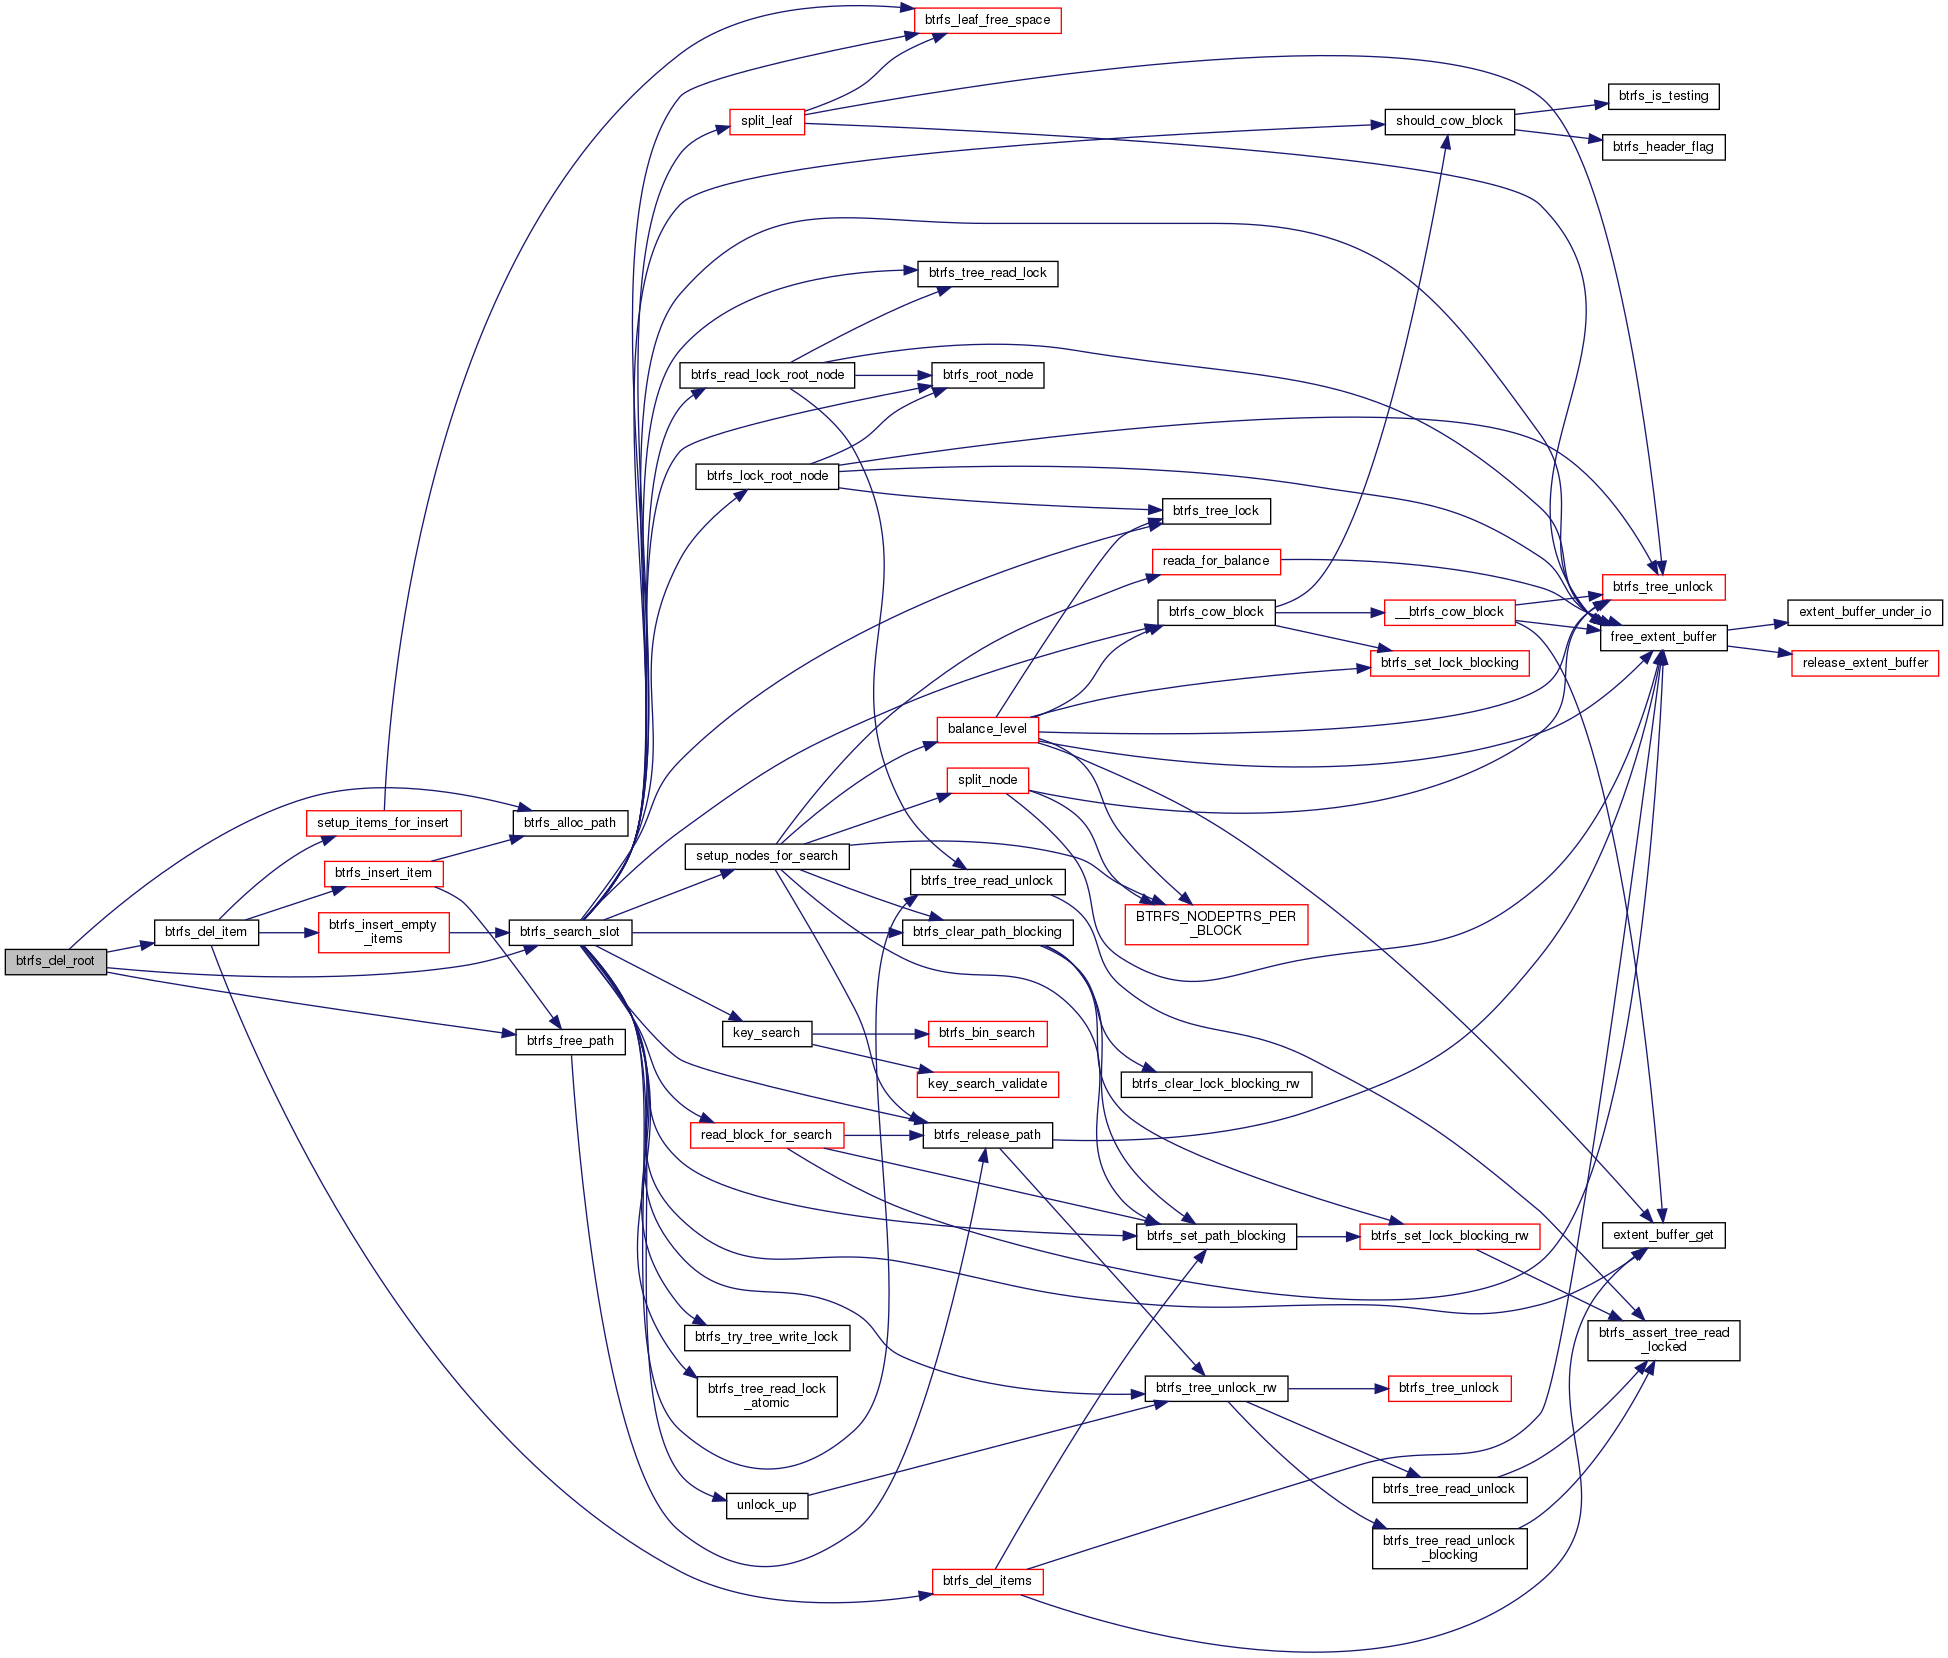 btrfs_leaf_free_space
btrfs_is_testing
split_leaf
should_cow_block
btrfs_header_flag
btrfs_tree_read_lock
btrfs_read_lock_root_node
btrfs_root_node
btrfs_lock_root_node
btrfs_tree_lock
reada_for_balance
btrfs_tree_unlock
btrfs_cow_block
__btrfs_cow_block
extent_buffer_under_io
free_extent_buffer
btrfs_set_lock_blocking
release_extent_buffer
balance_level
split_node
setup_items_for_insert
btrfs_alloc_path
setup_nodes_for_search
btrfs_insert_item
btrfs_tree_read_unlock
BTRFS_NODEPTRS_PER
_BLOCK
btrfs_del_item
btrfs_insert_empty
_items
btrfs_search_slot
btrfs_clear_path_blocking
btrfs_del_root
key_search
btrfs_bin_search
btrfs_free_path
key_search_validate
btrfs_clear_lock_blocking_rw
read_block_for_search
btrfs_release_path
btrfs_set_path_blocking
btrfs_set_lock_blocking_rw
extent_buffer_get
btrfs_try_tree_write_lock
btrfs_assert_tree_read
_locked
btrfs_tree_read_lock
_atomic
btrfs_tree_unlock_rw
btrfs_tree_unlock
btrfs_tree_read_unlock
unlock_up
btrfs_tree_read_unlock
_blocking
btrfs_del_items